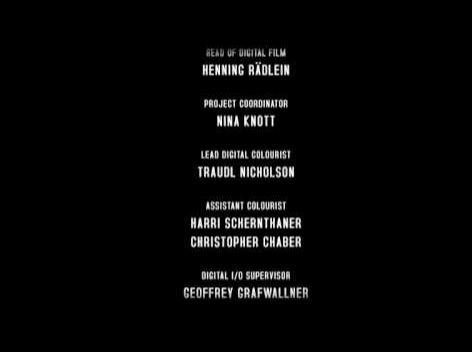 HEAD OF DIGITAL FILM
HENNING RÄDLEIN
PROJECT COORDINATOR
NINA KNOTT
LEAD DIGITAL COLOURIST
TRAUDL NICHOLSON
ASSISTANT COLOURIST
HARRI SCHERNTHANER
CHRISTOPHER CHABER
DIGITAL I/O SUPERVISOR
GEOFFREY GRAFWALLNER